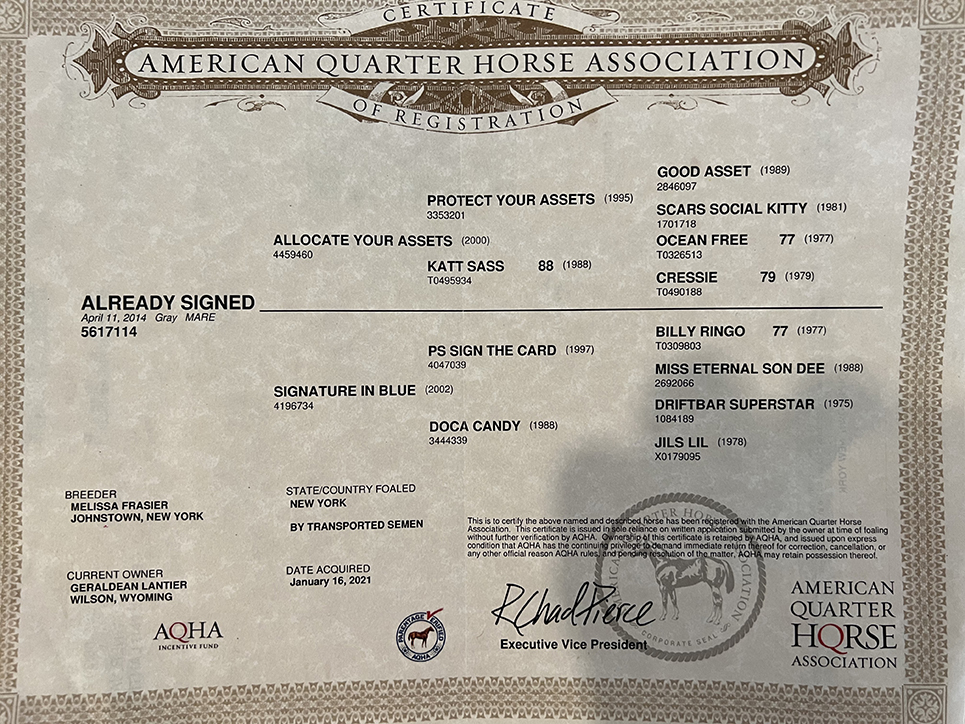 CERTIFICATE
AMERICAN QUARTER HORSE ASSOCIATION
OF REGISTRATION
GOOD ASSET (1989)
2846097
PROTECT YOUR ASSETS (1995)
3353201
SCARS SOCIAL KITTY (1981)
1701718
ALLOCATE YOUR ASSETS (2000)
4459460
OCEAN FREE 77 (1977)
T0326513
KATT SASS 88 (1988)
T0495934
CRESSIE 79 (1979)
T0490188
ALREADY SIGNED
April 11, 2014 Gray MARE
5617114
BILLY RINGO 77 (1977)
T0309803
PS SIGN THE CARD (1997)
4047039
MISS ETERNAL SON DEE (1988)
2692066
SIGNATURE IN BLUE (2002)
4196734
DRIFTBAR SUPERSTAR (1975)
1084189
DOCA CANDY (1988)
3444339
JILS LIL (1978)
X0179095
BREEDER
MELISSA FRASIER
JOHNSTOWN, NEW YORK
STATE/COUNTRY FOALED
NEW YORK
BY TRANSPORTED SEMEN
This is to certify the above named and described horse has been registered with the American Quarter Horse
Association. This certificate is issued in sole reliance on written application submitted by the owner at time of foaling
without further verification by AQHA. Ownership of this certificate is retained by AQHA, and issued upon express
condition that AQHA has the continuing privilege to demand immediate return thereof for correction, cancellation, or
any other official reason AQHA rules, and pending resolution of the matter, AQHA may retain possession thereof.
CURRENT OWNER
GERALDEAN LANTIER
WILSON, WYOMING
DATE ACQUIRED
January 16, 2021
AQHA
INCENTIVE FUND
PARENTAGE VERIFIED
AQHA
R Chad Pierce
Executive Vice President
CORPORATE SEAL
AMERICAN
QUARTER
HORSE
ASSOCIATION